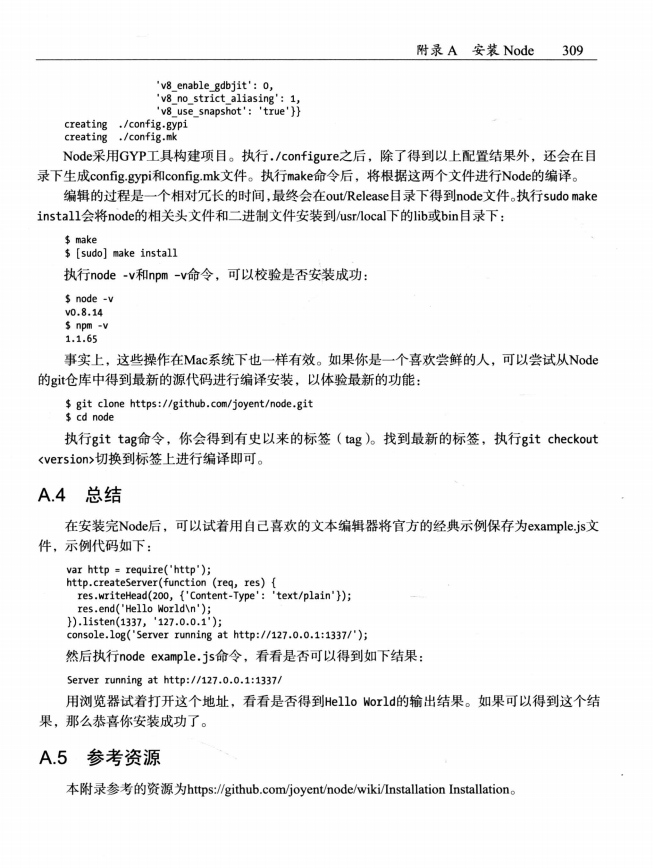 附录 A 安装 Node 309
'v8_enable_gdbjit': 0,
'v8_no_strict_aliasing': 1,
'v8_use_snapshot': 'true'}}
creating ./config.gypi
creating ./config.mk
Node采用GYP工具构建项目。执行./configure之后，除了得到以上配置结果外，还会在目
录下生成config.gypi和config.mk文件。执行make命令后，将根据这两个文件进行Node的编译。
编辑的过程是一个相对冗长的时间，最终会在out/Release目录下得到node文件。执行sudo make
install会将node的相关头文件和二进制文件安装到/usr/local下的lib或bin目录下：
$ make
$ [sudo] make install
执行node -v和npm -v命令，可以校验是否安装成功：
$ node -v
v0.8.14
$ npm -v
1.1.65
事实上，这些操作在Mac系统下也一样有效。如果你是一个喜欢尝鲜的人，可以尝试从Node
的git仓库中得到最新的源代码进行编译安装，以体验最新的功能：
$ git clone https://github.com/joyent/node.git
$ cd node
执行git tag命令，你会得到有史以来的标签（tag）。找到最新的标签，执行git checkout
<version>切换到标签上进行编译即可。
A.4 总结
在安装完Node后，可以试着用自己喜欢的文本编辑器将官方的经典示例保存为example.js文
件，示例代码如下：
var http = require('http');
http.createServer(function (req, res) {
res.writeHead(200, {'Content-Type': 'text/plain'});
res.end('Hello World\n');
}).listen(1337, '127.0.0.1');
console.log('Server running at http://127.0.0.1:1337/');
然后执行node example.js命令，看看是否可以得到如下结果：
Server running at http://127.0.0.1:1337/
用浏览器试着打开这个地址，看看是否得到Hello World的输出结果。如果可以得到这个结
果，那么恭喜你安装成功了。
A.5 参考资源
本附录参考的资源为https://github.com/joyent/node/wiki/Installation Installation。